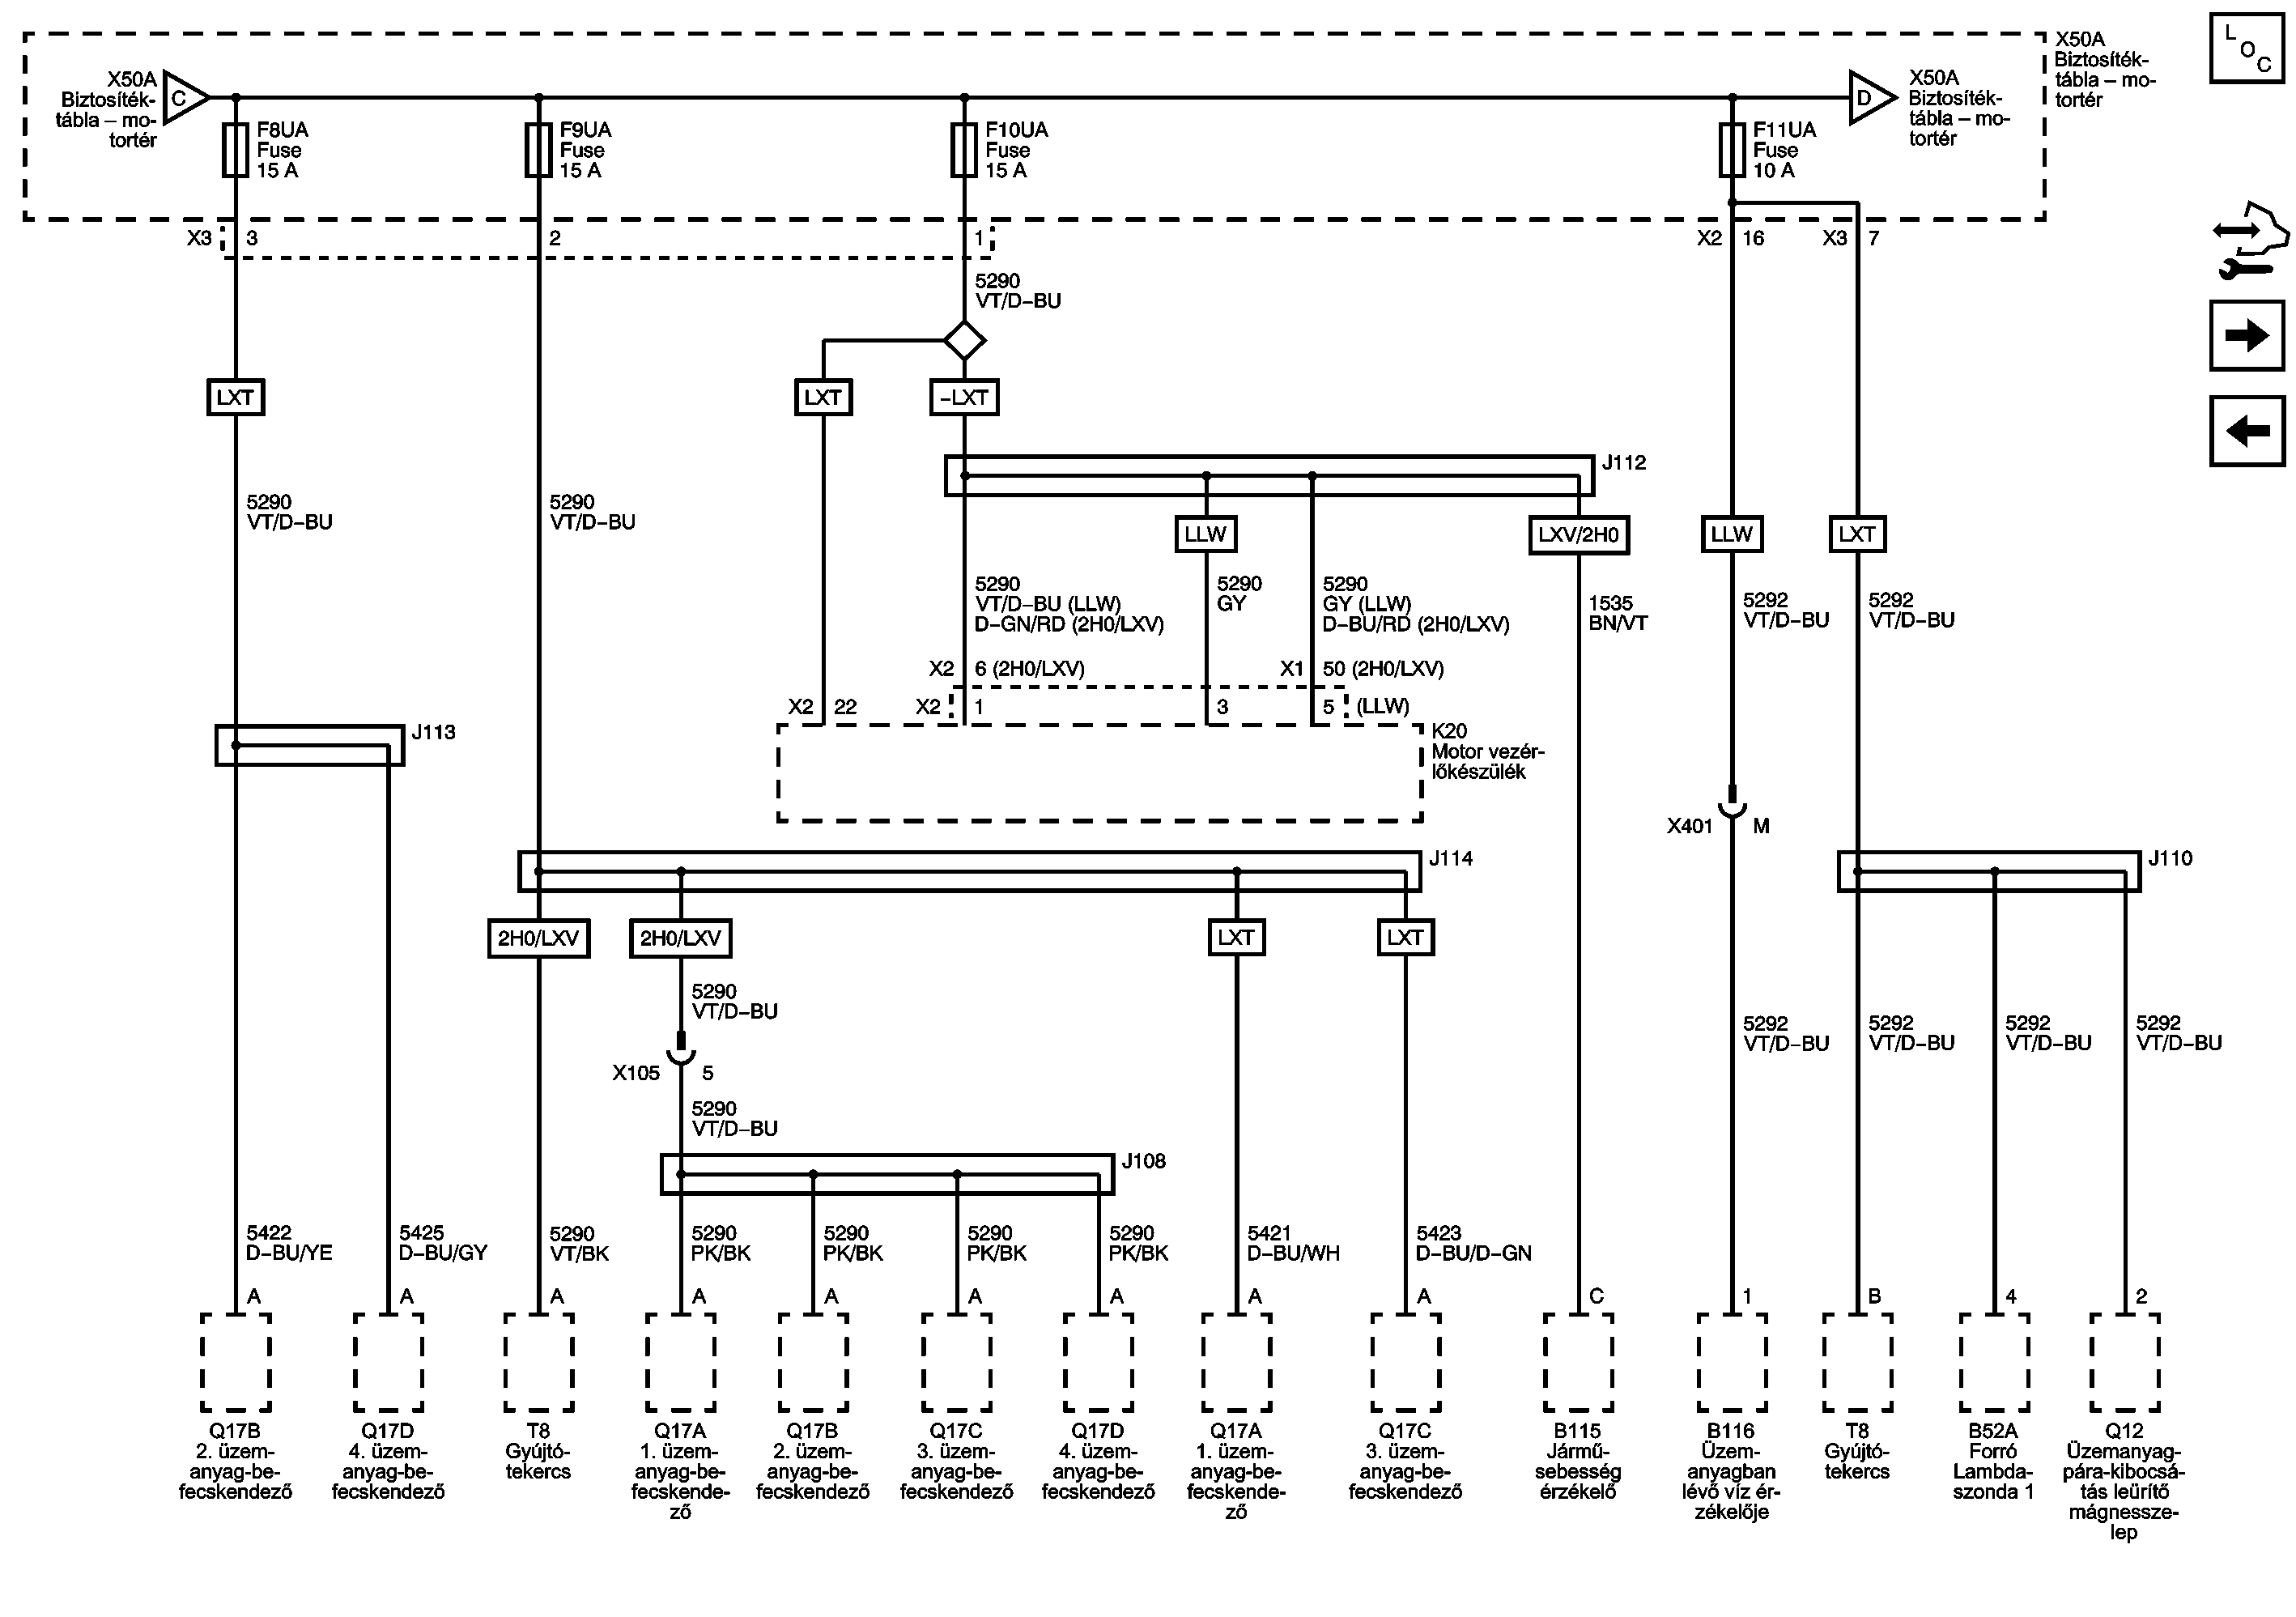 X50A
Biztosíték-
tábla – mo-
tortér
C
F8UA
Fuse
15 A
F9UA
Fuse
15 A
F10UA
Fuse
15 A
F11UA
Fuse
10 A
D
X50A
Biztosíték-
tábla – mo-
tortér
X50A
Biztosíték-
tábla – mo-
tortér
L
O
C
X3
3
2
1
X2
16
X3
7
5290
VT/D–BU
LXT
LXT
–LXT
J112
5290
VT/D–BU
5290
VT/D–BU
LLW
LXV/2H0
LLW
LXT
5290
VT/D–BU (LLW)
D–GN/RD (2H0/LXV)
5290
GY
5290
GY (LLW)
D–BU/RD (2H0/LXV)
1535
BN/VT
5292
VT/D–BU
5292
VT/D–BU
X2
6 (2H0/LXV)
X1
50 (2H0/LXV)
X2
22
X2
1
3
5
(LLW)
J113
K20
Motor vezér-
lőkészülék
X401
M
J114
J110
2H0/LXV
2H0/LXV
LXT
LXT
5290
VT/D–BU
5292
VT/D–BU
5292
VT/D–BU
5292
VT/D–BU
5292
VT/D–BU
X105
5
5290
VT/D–BU
J108
5422
D–BU/YE
5425
D–BU/GY
5290
VT/BK
5290
PK/BK
5290
PK/BK
5290
PK/BK
5290
PK/BK
5421
D–BU/WH
5423
D–BU/D–GN
A
A
A
A
A
A
A
A
A
C
1
B
4
2
Q17B
2. üzem-
anyag-be-
fecskendező
Q17D
4. üzem-
anyag-be-
fecskendező
T8
Gyújtó-
tekercs
Q17A
1. üzem-
anyag-be-
fecskende-
ző
Q17B
2. üzem-
anyag-be-
fecskendező
Q17C
3. üzem-
anyag-be-
fecskendező
Q17D
4. üzem-
anyag-be-
fecskendező
Q17A
1. üzem-
anyag-be-
fecskende-
ző
Q17C
3. üzem-
anyag-be-
fecskendező
B115
Jármű-
sebesség
érzékelő
B116
Üzem-
anyagban
lévő víz ér-
zékelője
T8
Gyújtó-
tekercs
B52A
Forró
Lambda-
szonda 1
Q12
Üzemanyag-
pára-kibocsá-
tás leürítő
mágnessze-
lep